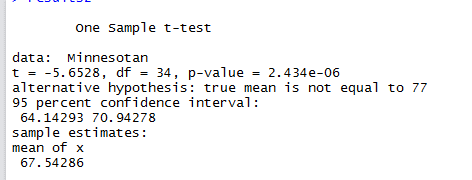 One Sample t-test
data:  Minnesotan
t = -5.6528, df = 34, p-value = 2.434e-06
alternative hypothesis: true mean is not equal to 77
95 percent confidence interval:
 64.14293 70.94278
sample estimates:
mean of x
 67.54286